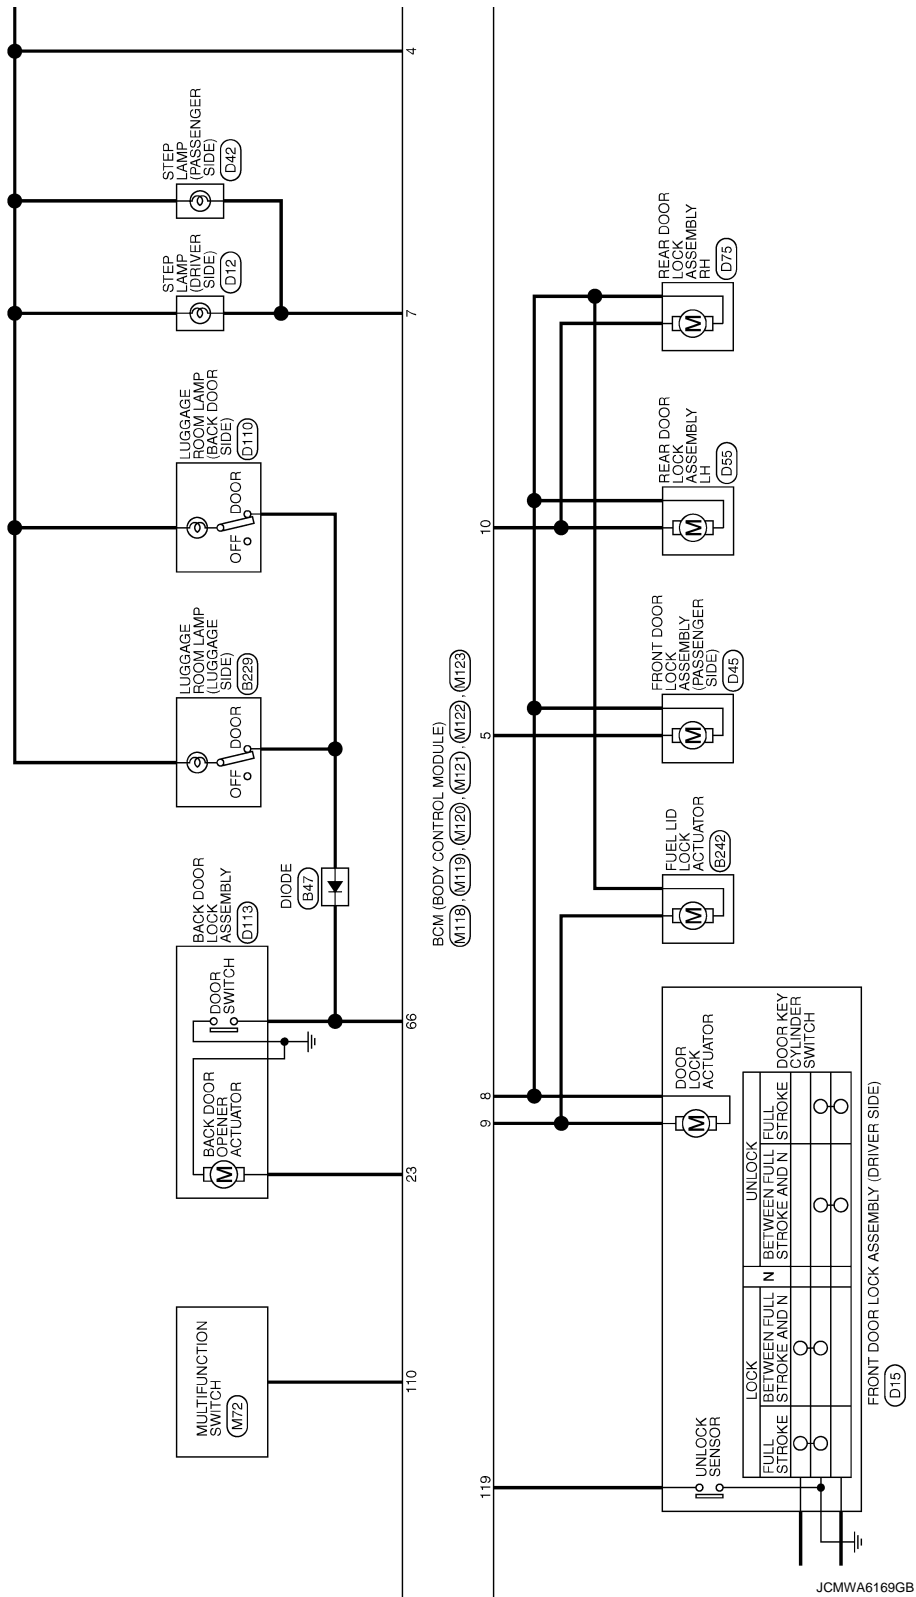 MULTIFUNCTION
SWITCH
M72
110
BACK DOOR
LOCK
ASSEMBLY
D113
BACK DOOR
OPENER
ACTUATOR
M
DOOR
SWITCH
23
66
DIODE
B47
LUGGAGE
ROOM LAMP
(LUGGAGE
SIDE)
B229
OFF
DOOR
LUGGAGE
ROOM LAMP
(BACK DOOR
SIDE)
D110
OFF
DOOR
STEP
LAMP
(DRIVER
SIDE)
D12
STEP
LAMP
(PASSENGER
SIDE)
D42
7
4
BCM (BODY CONTROL MODULE)
M118 , M119 , M120 , M121 , M122 , M123
119
9
8
5
10
UNLOCK
SENSOR
DOOR
LOCK
ACTUATOR
M
LOCK
N
UNLOCK
FULL
STROKE
BETWEEN FULL
STROKE AND N
BETWEEN FULL
STROKE AND N
FULL
STROKE
DOOR KEY
CYLINDER
SWITCH
FRONT DOOR LOCK ASSEMBLY (DRIVER SIDE)
D15
FUEL LID
LOCK
ACTUATOR
B242
M
FRONT DOOR
LOCK
ASSEMBLY
(PASSENGER
SIDE)
D45
M
REAR DOOR
LOCK
ASSEMBLY
LH
D55
M
REAR DOOR
LOCK
ASSEMBLY
RH
D75
M
JCMWA6169GB